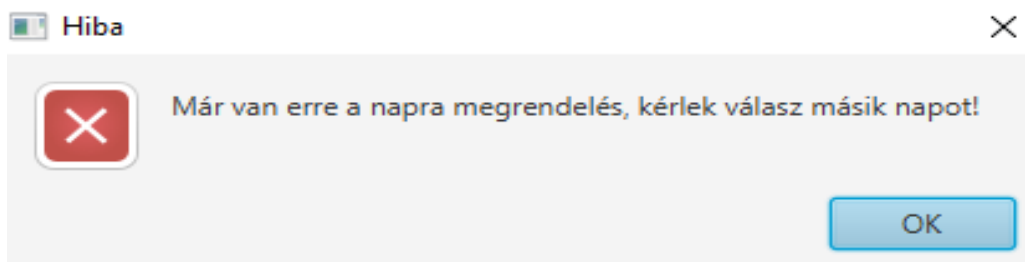 Hiba
Már van erre a napra megrendelés, kérlek válasz másik napot!
OK